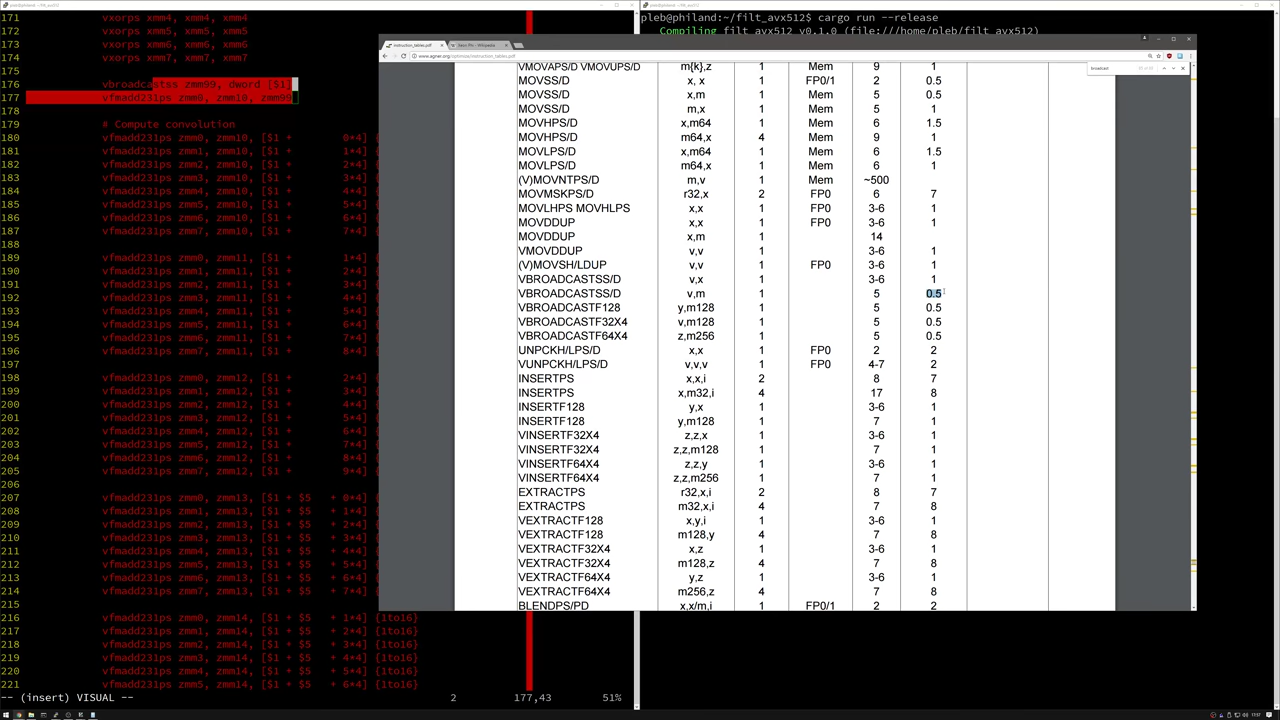 pleb@philand:~/filt_avx512$ cargo run --release
Compiling filt_avx512 v0.1.0 (file:///home/pleb/filt_avx512)
171 vxorps xmm4, xmm4, xmm4
172 vxorps xmm5, xmm5, xmm5
173 vxorps xmm6, xmm6, xmm6
174 vxorps xmm7, xmm7, xmm7
175
176 vbroadcastss zmm99, dword [$1]
177 vfmadd231ps zmm0, zmm10, zmm99
178
179 # Compute convolution
180 vfmadd231ps zmm0, zmm10, [$1 + 0*4] {
181 vfmadd231ps zmm1, zmm10, [$1 + 1*4] {
182 vfmadd231ps zmm2, zmm10, [$1 + 2*4] {
183 vfmadd231ps zmm3, zmm10, [$1 + 3*4] {
184 vfmadd231ps zmm4, zmm10, [$1 + 4*4] {
185 vfmadd231ps zmm5, zmm10, [$1 + 5*4] {
186 vfmadd231ps zmm6, zmm10, [$1 + 6*4] {
187 vfmadd231ps zmm7, zmm10, [$1 + 7*4] {
188
189 vfmadd231ps zmm0, zmm11, [$1 + 1*4] {
190 vfmadd231ps zmm1, zmm11, [$1 + 2*4] {
191 vfmadd231ps zmm2, zmm11, [$1 + 3*4] {
192 vfmadd231ps zmm3, zmm11, [$1 + 4*4] {
193 vfmadd231ps zmm4, zmm11, [$1 + 5*4] {
194 vfmadd231ps zmm5, zmm11, [$1 + 6*4] {
195 vfmadd231ps zmm6, zmm11, [$1 + 7*4] {
196 vfmadd231ps zmm7, zmm11, [$1 + 8*4] {
197
198 vfmadd231ps zmm0, zmm12, [$1 + 2*4] {
199 vfmadd231ps zmm1, zmm12, [$1 + 3*4] {
200 vfmadd231ps zmm2, zmm12, [$1 + 4*4] {
201 vfmadd231ps zmm3, zmm12, [$1 + 5*4] {
202 vfmadd231ps zmm4, zmm12, [$1 + 6*4] {
203 vfmadd231ps zmm5, zmm12, [$1 + 7*4] {
204 vfmadd231ps zmm6, zmm12, [$1 + 8*4] {
205 vfmadd231ps zmm7, zmm12, [$1 + 9*4] {
206
207 vfmadd231ps zmm0, zmm13, [$1 + $5 + 0*4] {
208 vfmadd231ps zmm1, zmm13, [$1 + $5 + 1*4] {
209 vfmadd231ps zmm2, zmm13, [$1 + $5 + 2*4] {
210 vfmadd231ps zmm3, zmm13, [$1 + $5 + 3*4] {
211 vfmadd231ps zmm4, zmm13, [$1 + $5 + 4*4] {
212 vfmadd231ps zmm5, zmm13, [$1 + $5 + 5*4] {
213 vfmadd231ps zmm6, zmm13, [$1 + $5 + 6*4] {
214 vfmadd231ps zmm7, zmm13, [$1 + $5 + 7*4] {
215
216 vfmadd231ps zmm0, zmm14, [$1 + $5 + 1*4] {1to16}
217 vfmadd231ps zmm1, zmm14, [$1 + $5 + 2*4] {1to16}
218 vfmadd231ps zmm2, zmm14, [$1 + $5 + 3*4] {1to16}
219 vfmadd231ps zmm3, zmm14, [$1 + $5 + 4*4] {1to16}
220 vfmadd231ps zmm4, zmm14, [$1 + $5 + 5*4] {1to16}
221 vfmadd231ps zmm5, zmm14, [$1 + $5 + 6*4] {1to16}
-- (insert) VISUAL -- 2 177,43 51%
instruction_tables.pdf
www.agner.org/optimize/instruction_tables.pdf
broadcast
VMOVAPS/D VMOVUPS/D m{k},z 1 Mem 9 1
MOVSS/D x, x 1 FP0/1 2 0.5
MOVSS/D x,m 1 Mem 5 0.5
MOVSS/D m,x 1 Mem 5 1
MOVHPS/D x,m64 1 Mem 6 1.5
MOVHPS/D m64,x 4 Mem 9 1
MOVLPS/D x,m64 1 Mem 6 1.5
MOVLPS/D m64,x 1 Mem 6 1
(V)MOVNTPS/D m,v 1 Mem ~500
MOVMSKPS/D r32,x 2 FP0 6 7
MOVLHPS MOVHLPS x,x 1 FP0 3-6 1
MOVDDUP x,x 1 FP0 3-6 1
MOVDDUP x,m 1 14
VMOVDDUP v,v 1 3-6 1
(V)MOVSH/LDUP v,v 1 FP0 3-6 1
VBROADCASTSS/D v,x 1 3-6 1
VBROADCASTSS/D v,m 1 5 0.5
VBROADCASTF128 y,m128 1 5 0.5
VBROADCASTF32X4 v,m128 1 5 0.5
VBROADCASTF64X4 z,m256 1 5 0.5
UNPCKH/LPS/D x,x 1 FP0 2 2
VUNPCKH/LPS/D v,v,v 1 FP0 4-7 2
INSERTPS x,x,i 2 8 7
INSERTPS x,m32,i 4 17 8
INSERTF128 y,x 1 3-6 1
INSERTF128 y,m128 1 7 1
VINSERTF32X4 z,z,x 1 3-6 1
VINSERTF32X4 z,z,m128 1 7 1
VINSERTF64X4 z,z,y 1 3-6 1
VINSERTF64X4 z,z,m256 1 7 1
EXTRACTPS r32,x,i 2 8 7
EXTRACTPS m32,x,i 4 7 8
VEXTRACTF128 x,y,i 1 3-6 1
VEXTRACTF128 m128,y 4 7 8
VEXTRACTF32X4 x,z 1 3-6 1
VEXTRACTF32X4 m128,z 4 7 8
VEXTRACTF64X4 y,z 1 3-6 1
VEXTRACTF64X4 m256,z 4 7 8
BLENDPS/PD x,x/m,i 1 FP0/1 2 2
11:57